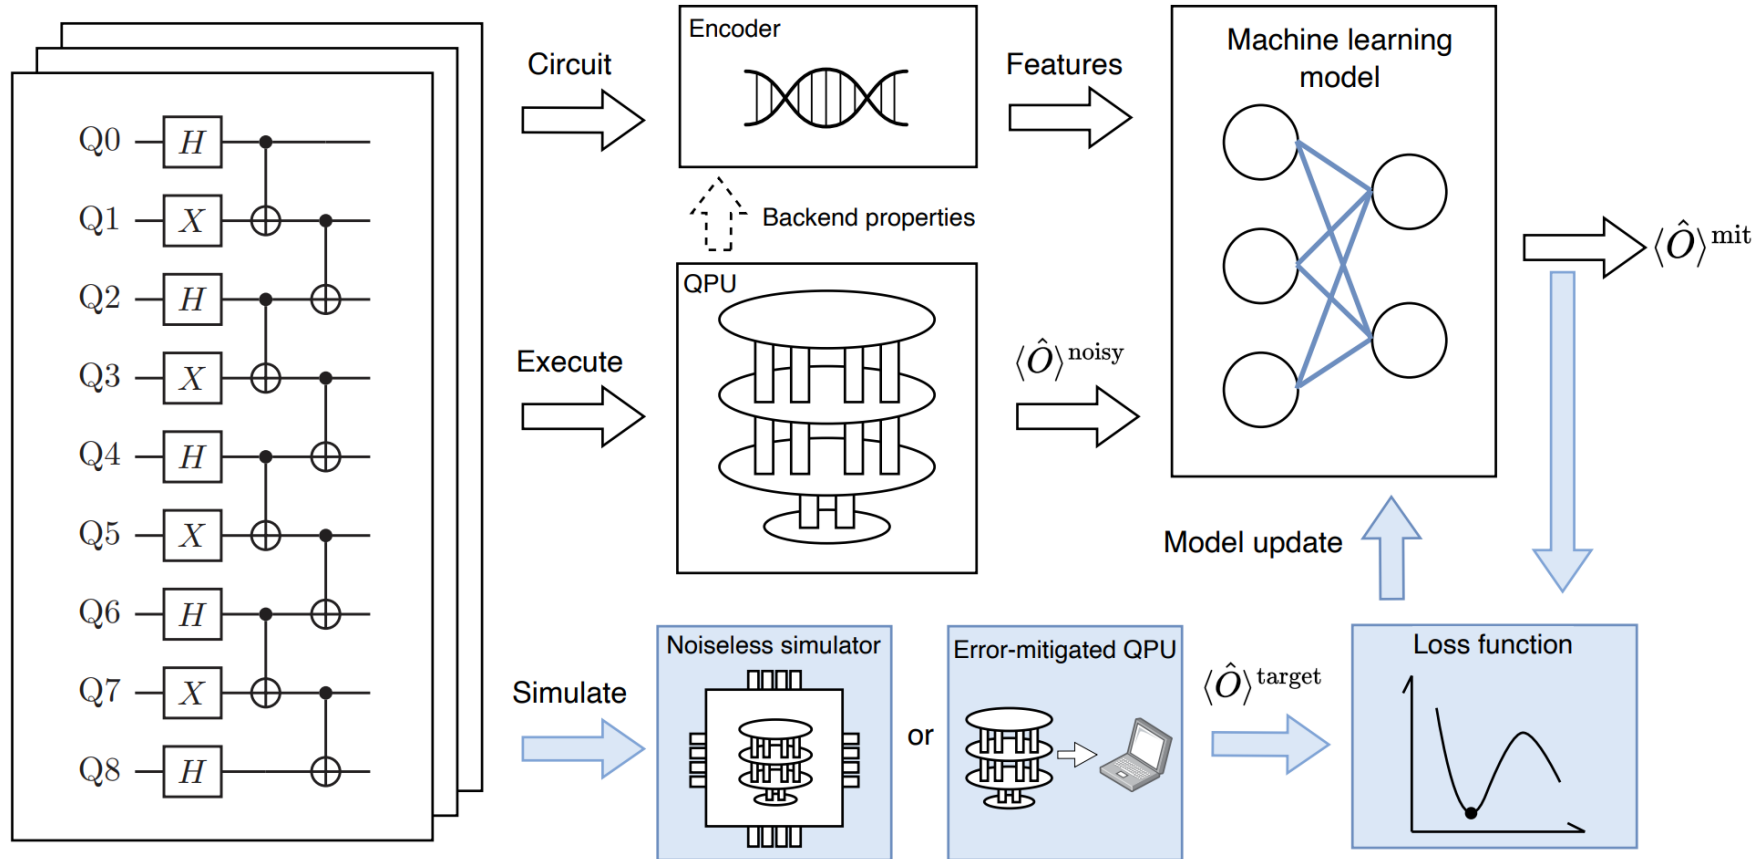 Q0 H
Q1 X
Q2 H
Q3 X
Q4 H
Q5 X
Q6 H
Q7 X
Q8 H
Circuit
Encoder
Features
Machine learning
model
Backend properties
Execute
QPU
⟨Ô⟩^noisy
⟨Ô⟩^mit
Model update
Simulate
Noiseless simulator
or
Error-mitigated QPU
⟨Ô⟩^target
Loss function